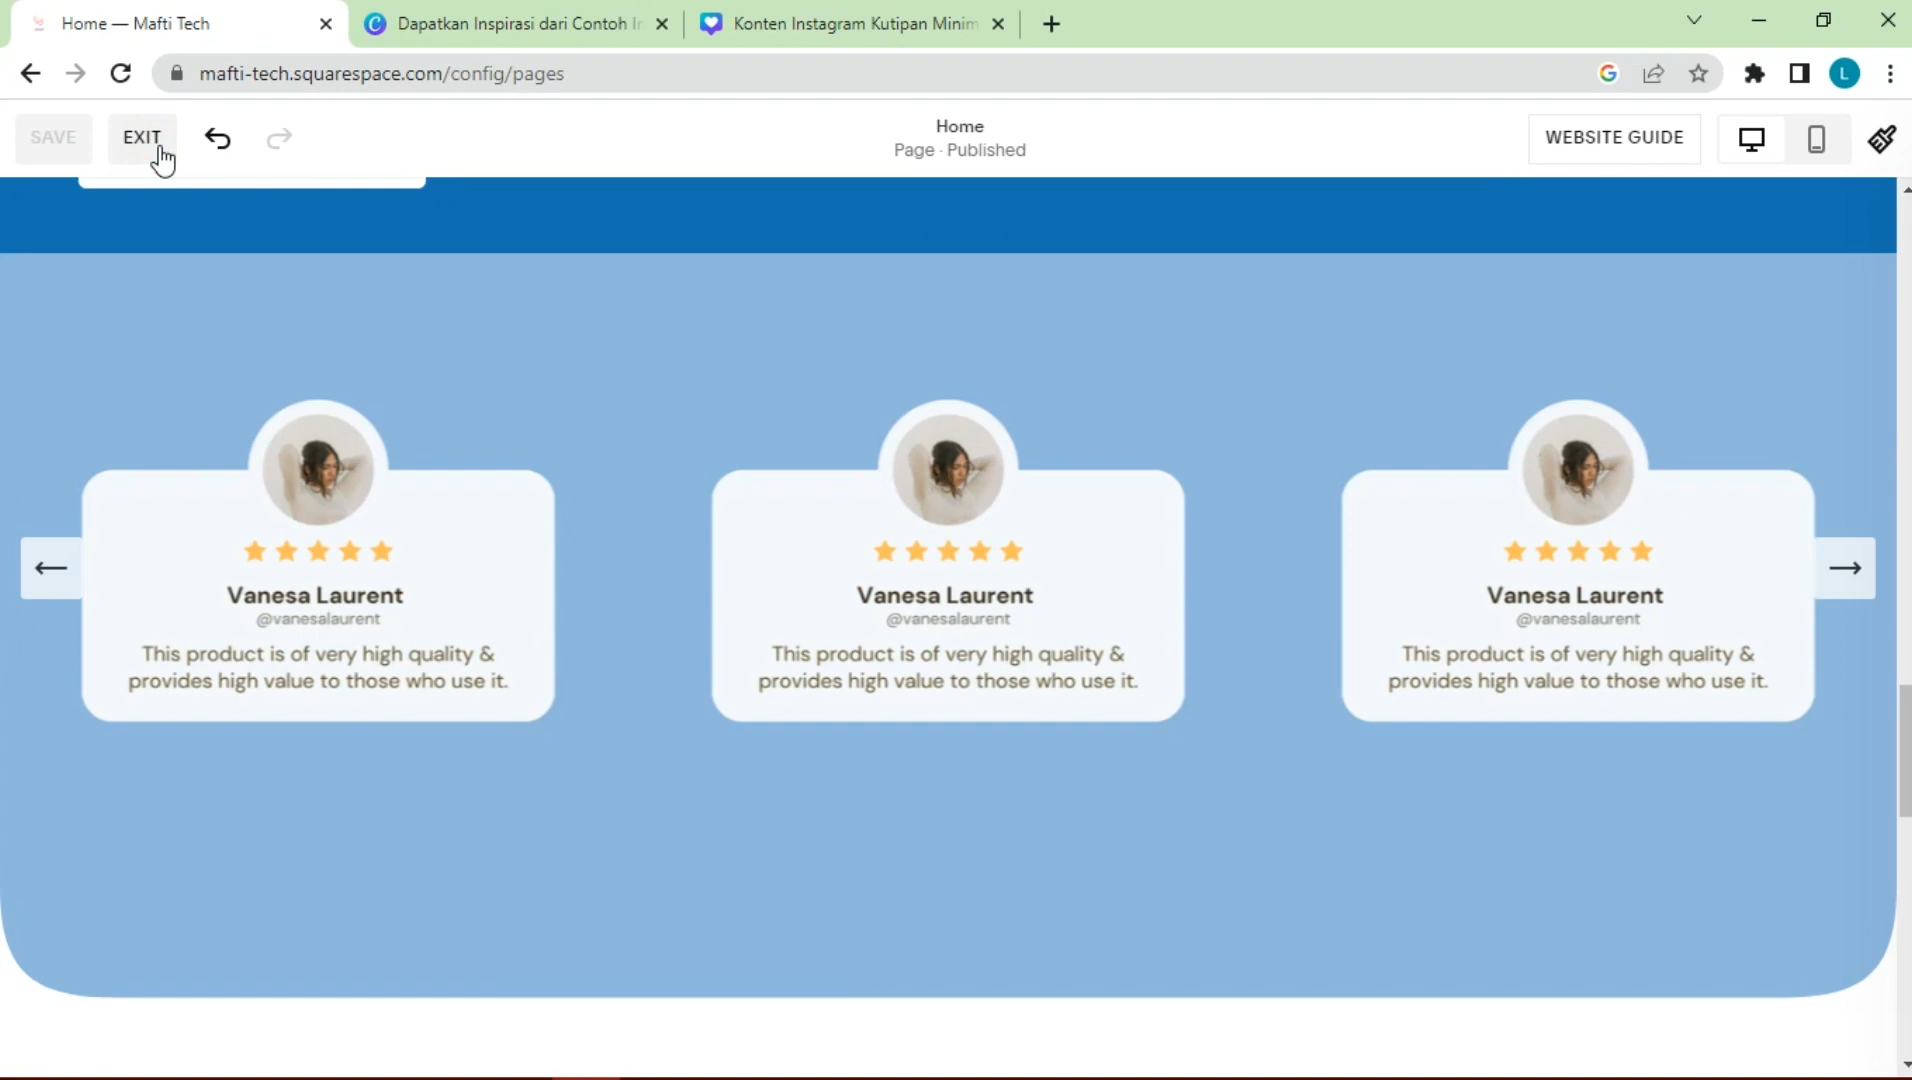 Home — Mafti Tech
Dapatkan Inspirasi dari Contoh I
Konten Instagram Kutipan Minim
mafti-tech.squarespace.com/config/pages
L
SAVE
EXIT
Home
Page · Published
WEBSITE GUIDE
Vanesa Laurent
@vanesalaurent
This product is of very high quality &
provides high value to those who use it.
Vanesa Laurent
@vanesalaurent
This product is of very high quality &
provides high value to those who use it.
Vanesa Laurent
@vanesalaurent
This product is of very high quality &
provides high value to those who use it.